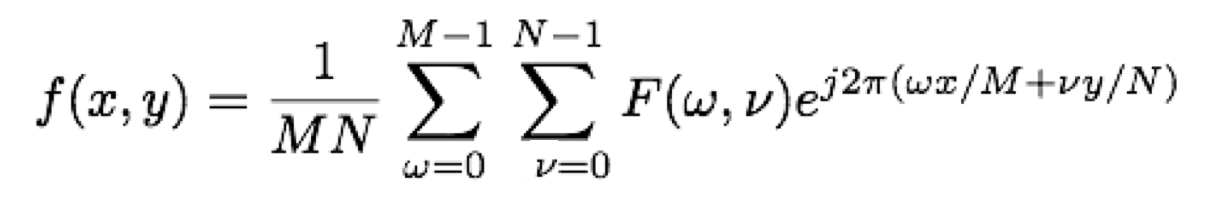 f(x, y) = \frac{1}{MN} \sum_{\omega=0}^{M-1} \sum_{\nu=0}^{N-1} F(\omega, \nu) e^{j2\pi(\omega x/M + \nu y/N)}